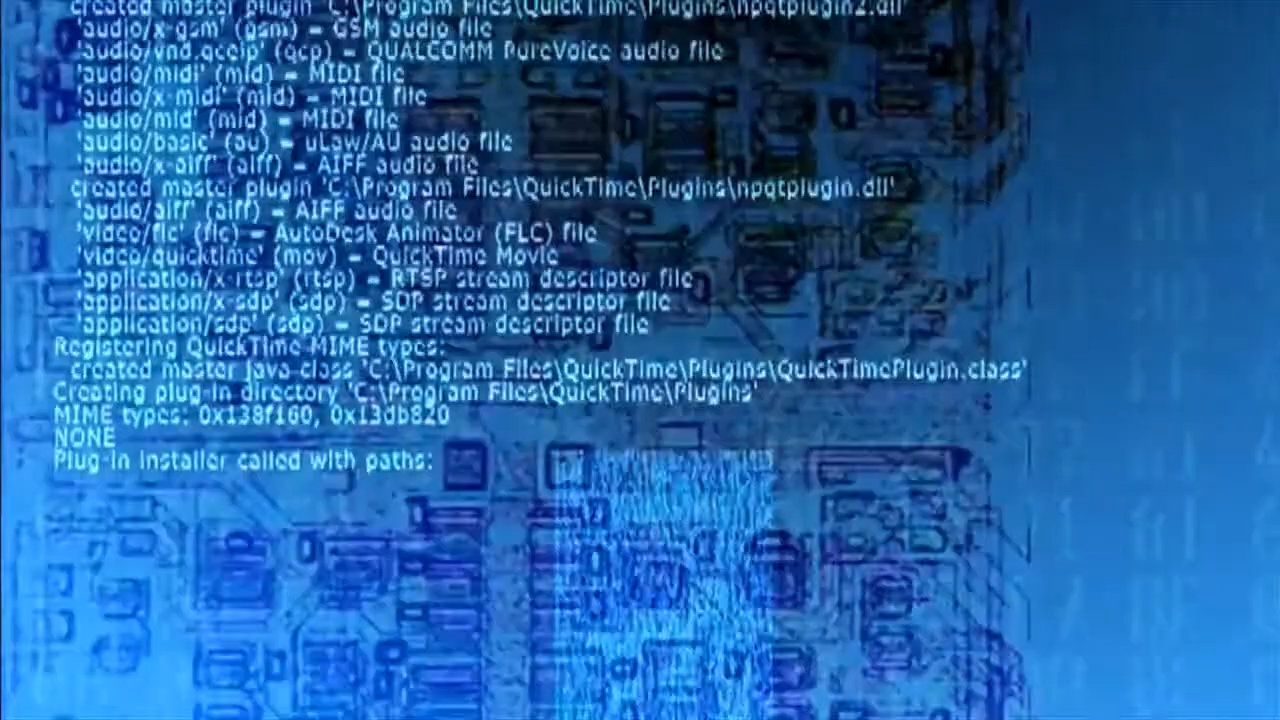 created master plugin 'C:\Program Files\QuickTime\Plugins\npqtplugin2.dll'
'audio/x-gsm' (gsm) = GSM audio file
'audio/vnd.qcelp' (qcp) = QUALCOMM PureVoice audio file
'audio/midi' (mid) = MIDI file
'audio/x-midi' (mid) = MIDI file
'audio/mid' (mid) = MIDI file
'audio/basic' (au) = uLaw/AU audio file
'audio/x-aiff' (aiff) = AIFF audio file
created master plugin 'C:\Program Files\QuickTime\Plugins\npqtplugin.dll'
'audio/aiff' (aiff) = AIFF audio file
'video/flc' (flc) = AutoDesk Animator (FLC) file
'video/quicktime' (mov) = QuickTime Movie
'application/x-rtsp' (rtsp) = RTSP stream descriptor file
'application/x-sdp' (sdp) = SDP stream descriptor file
'application/sdp' (sdp) = SDP stream descriptor file
Registering QuickTime MIME types:
created master java class 'C:\Program Files\QuickTime\Plugins\QuickTimePlugin.class'
Creating plug-in directory 'C:\Program Files\QuickTime\Plugins'
MIME types: 0x138f160, 0x13db820
NONE
Plug-in installer called with paths: